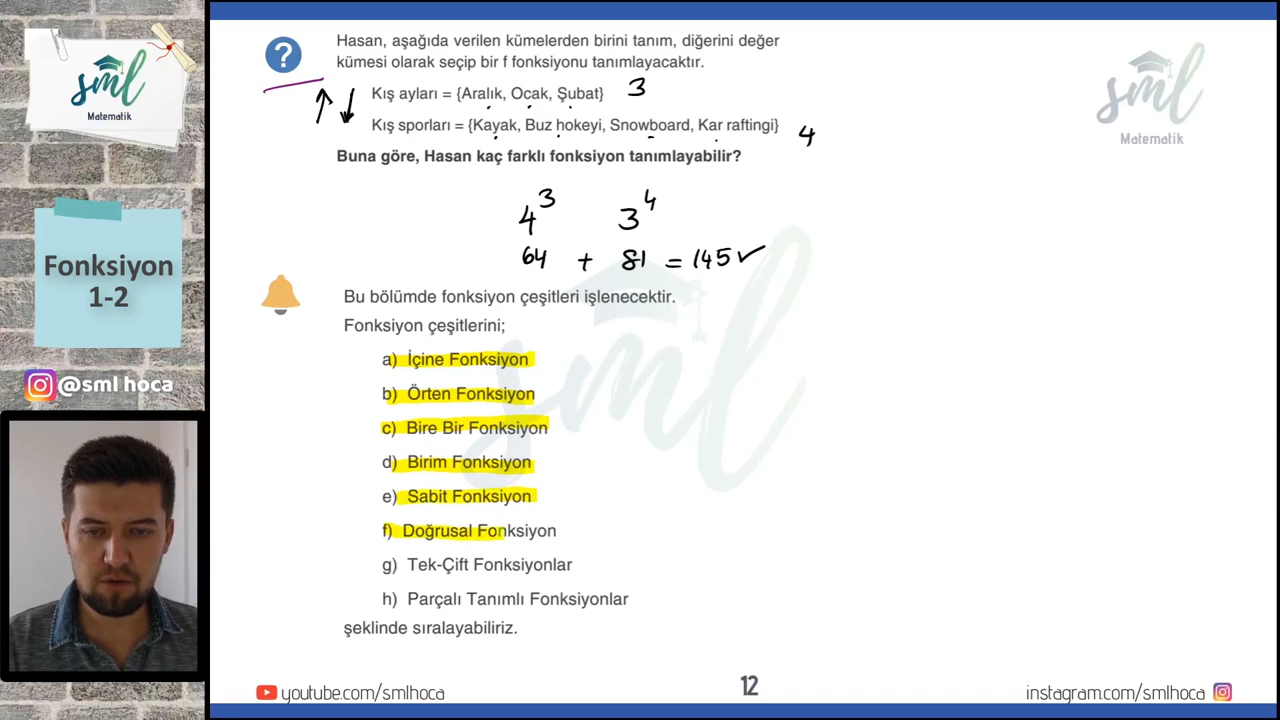 sml
Matematik
Fonksiyon
1-2
@sml hoca
?
Hasan, aşağıda verilen kümelerden birini tanım, diğerini değer
kümesi olarak seçip bir f fonksiyonu tanımlayacaktır.
Kış ayları = {Aralık, Ocak, Şubat} 3
Kış sporları = {Kayak, Buz hokeyi, Snowboard, Kar raftingi} 4
Buna göre, Hasan kaç farklı fonksiyon tanımlayabilir?
4³ 3⁴
64 + 81 = 145 ✓
Bu bölümde fonksiyon çeşitleri işlenecektir.
Fonksiyon çeşitlerini;
a) İçine Fonksiyon
b) Örten Fonksiyon
c) Bire Bir Fonksiyon
d) Birim Fonksiyon
e) Sabit Fonksiyon
f) Doğrusal Fonksiyon
g) Tek-Çift Fonksiyonlar
h) Parçalı Tanımlı Fonksiyonlar
şeklinde sıralayabiliriz.
sml
sml
Matematik
youtube.com/smlhoca
12
instagram.com/smlhoca